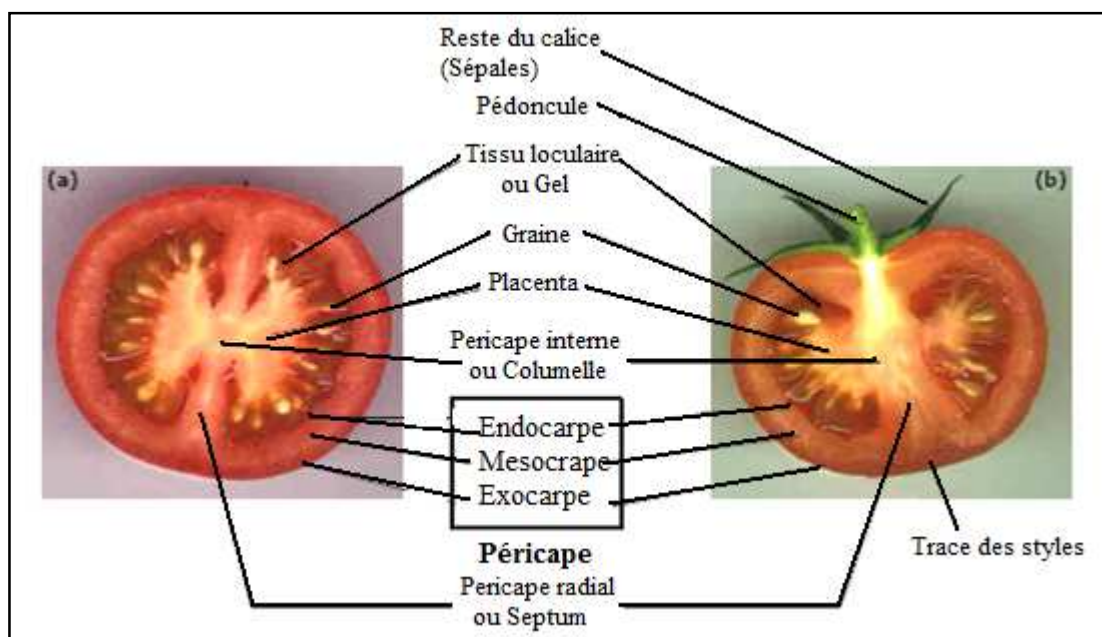 Reste du calice
(Sépales)
Pédoncule
Tissu loculaire
ou Gel
(a)
(b)
Graine
Placenta
Pericape interne
ou Columelle
Endocarpe
Mesocrape
Exocarpe
Trace des styles
Péricape
Pericape radial
ou Septum